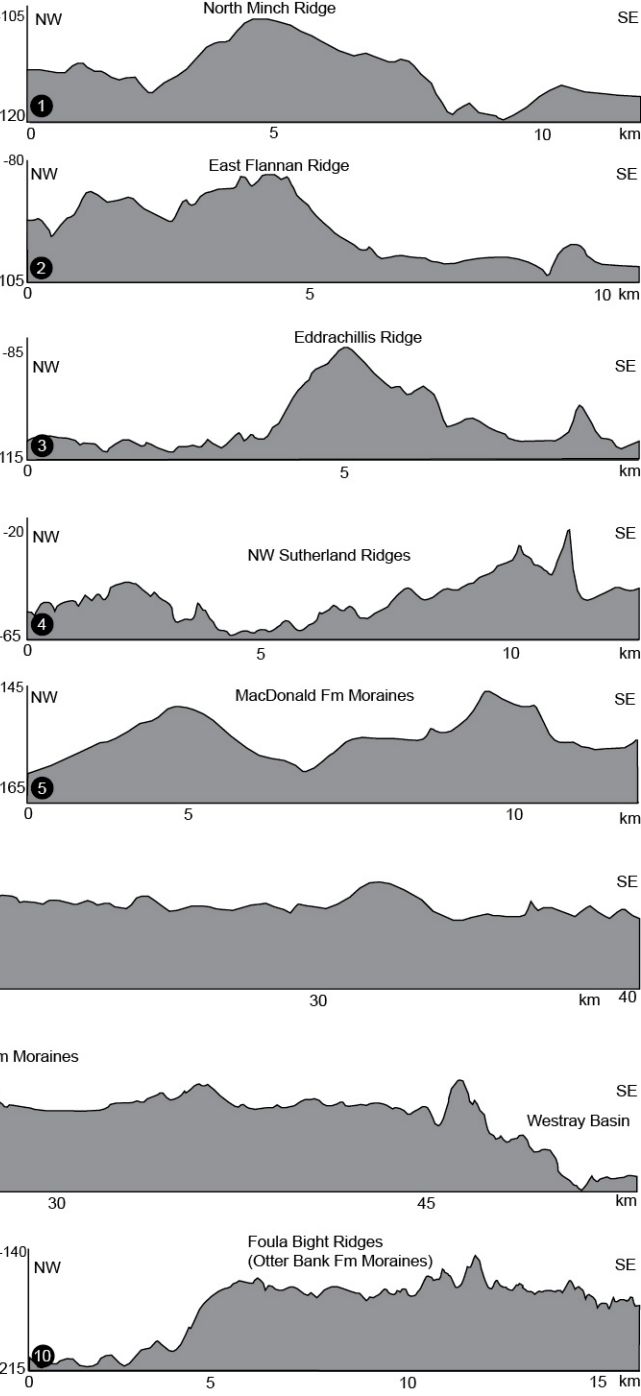 -105
NW
North Minch Ridge
SE
1
120
0
5
10
km
-80
NW
East Flannan Ridge
SE
2
105
0
5
10 km
-85
NW
Eddrachillis Ridge
SE
3
115
0
5
km
-20
NW
NW Sutherland Ridges
SE
4
-65
0
5
10
km
145
NW
MacDonald Fm Moraines
SE
5
165
0
5
10
km
SE
30
km
40
m Moraines
SE
Westray Basin
30
45
km
-140
NW
Foula Bight Ridges
(Otter Bank Fm Moraines)
SE
10
215
0
5
10
15
km